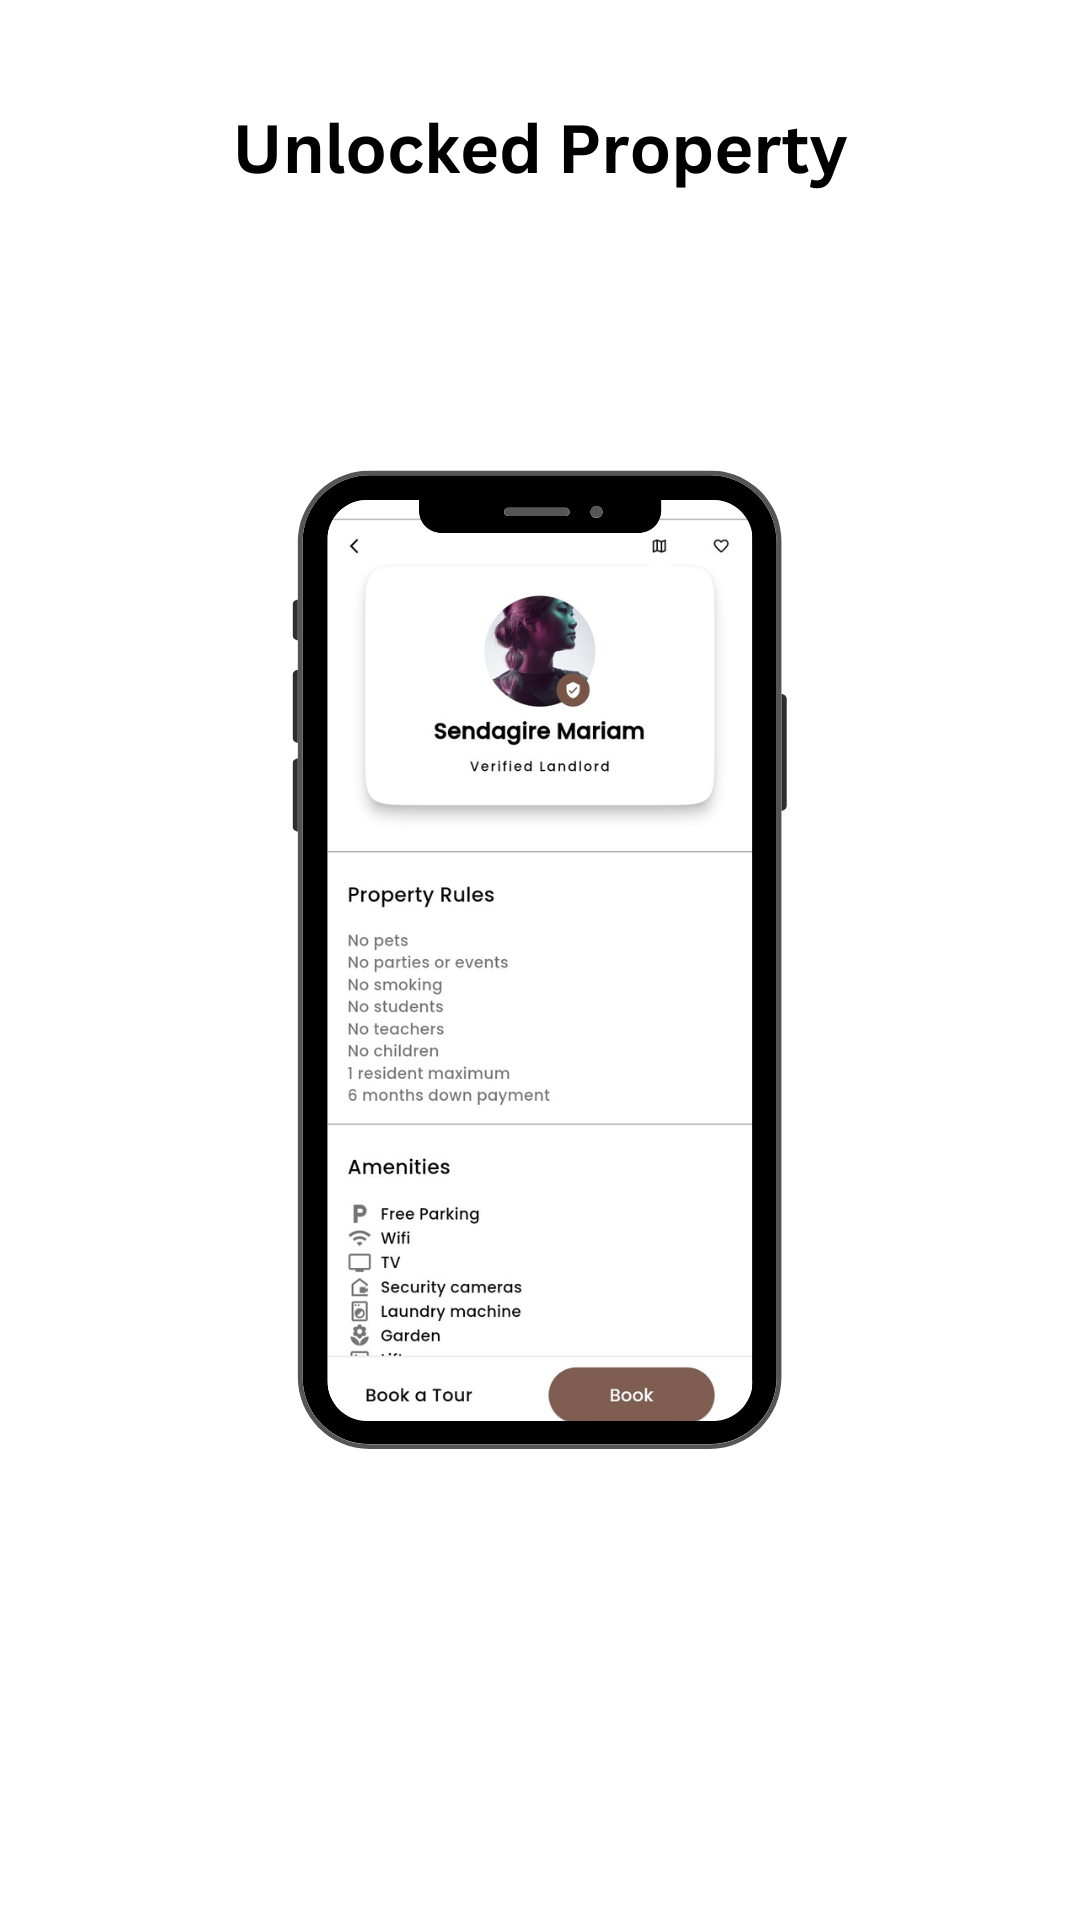 Unlocked Property
Sendagire Mariam
Verified Landlord
Property Rules
No pets
No parties or events
No smoking
No students
No teachers
No children
1 resident maximum
6 months down payment
Amenities
P Free Parking
Wifi
TV
Security cameras
Laundry machine
Garden
Book a Tour
Book